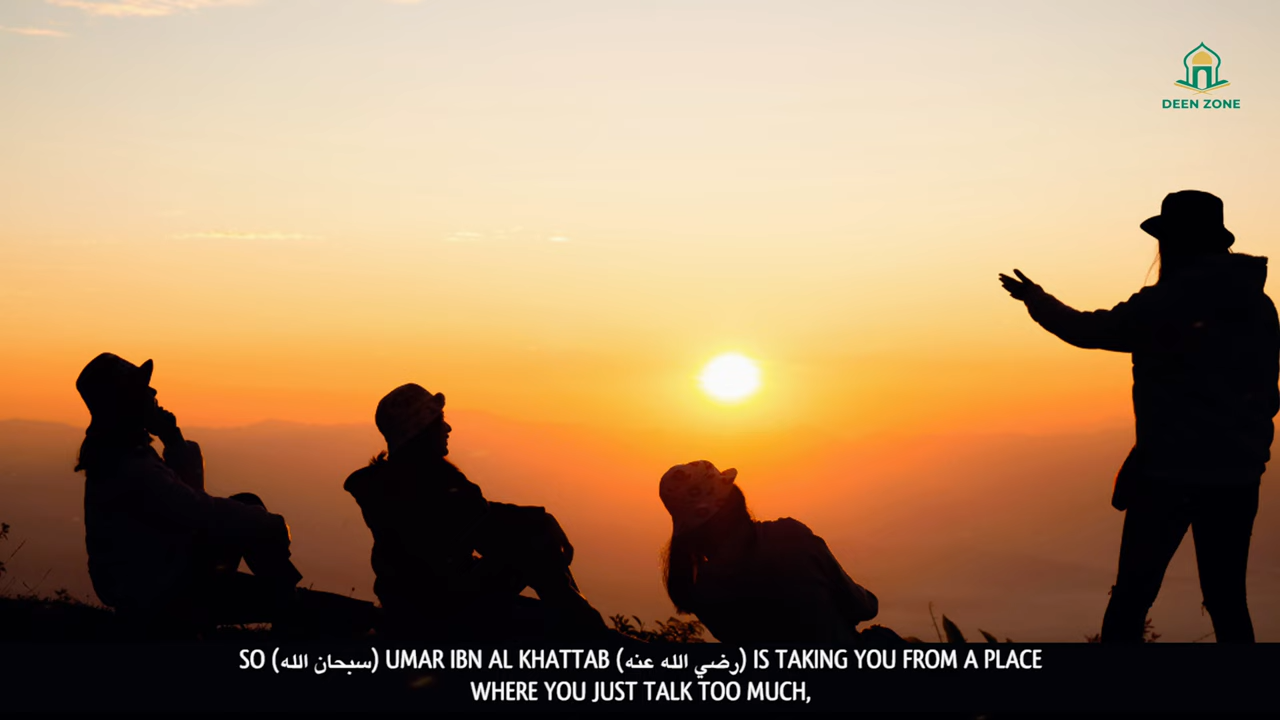 DEEN ZONE
SO (سبحان الله) UMAR IBN AL KHATTAB (رضي الله عنه) IS TAKING YOU FROM A PLACE
WHERE YOU JUST TALK TOO MUCH,